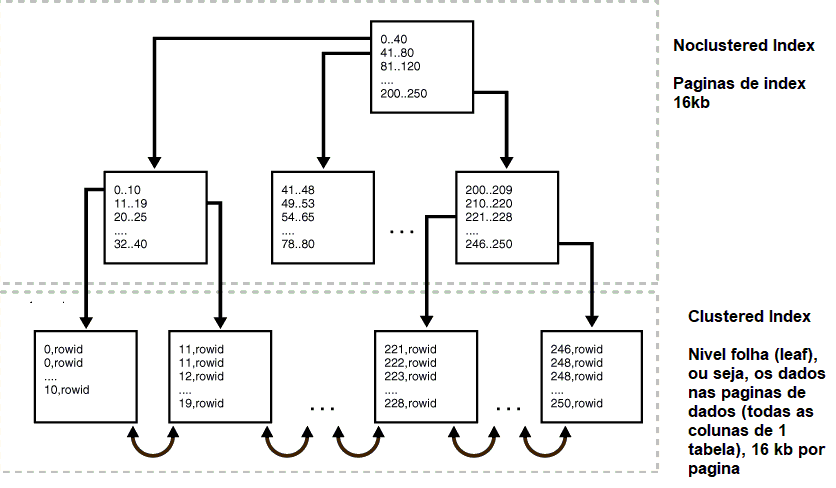 0..40
41..80
81..120
....
200..250
Noclustered Index
Paginas de index
16kb
0..10
11..19
20..25
....
32..40
41..48
49..53
54..65
....
78..80
...
200..209
210..220
221..228
....
246..250
0,rowid
0,rowid
....
10,rowid
11,rowid
11,rowid
12,rowid
....
19,rowid
...
221,rowid
222,rowid
223,rowid
....
228,rowid
...
246,rowid
248,rowid
248,rowid
....
250,rowid
Clustered Index
Nivel folha (leaf),
ou seja, os dados
nas paginas de
dados (todas as
colunas de 1
tabela), 16 kb por
pagina